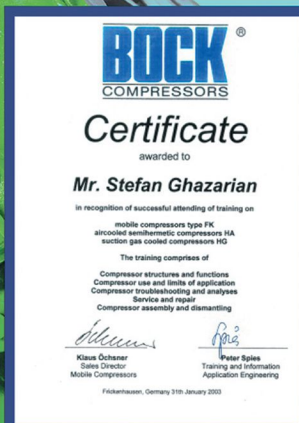 BOCK ®
COMPRESSORS
Certificate
awarded to
Mr. Stefan Ghazarian
in recognition of successful attending of training on
mobile compressors type FK
aircooled semihermetic compressors HA
suction gas cooled compressors HG
The training comprises of
Compressor structures and functions
Compressor use and limits of application
Compressor troubleshooting and analyses
Service and repair
Compressor assembly and dismantling
Klaus Öchsner
Sales Director
Mobile Compressors
Peter Spies
Training and Information
Application Engineering
Frickenhausen, Germany 31th January 2003